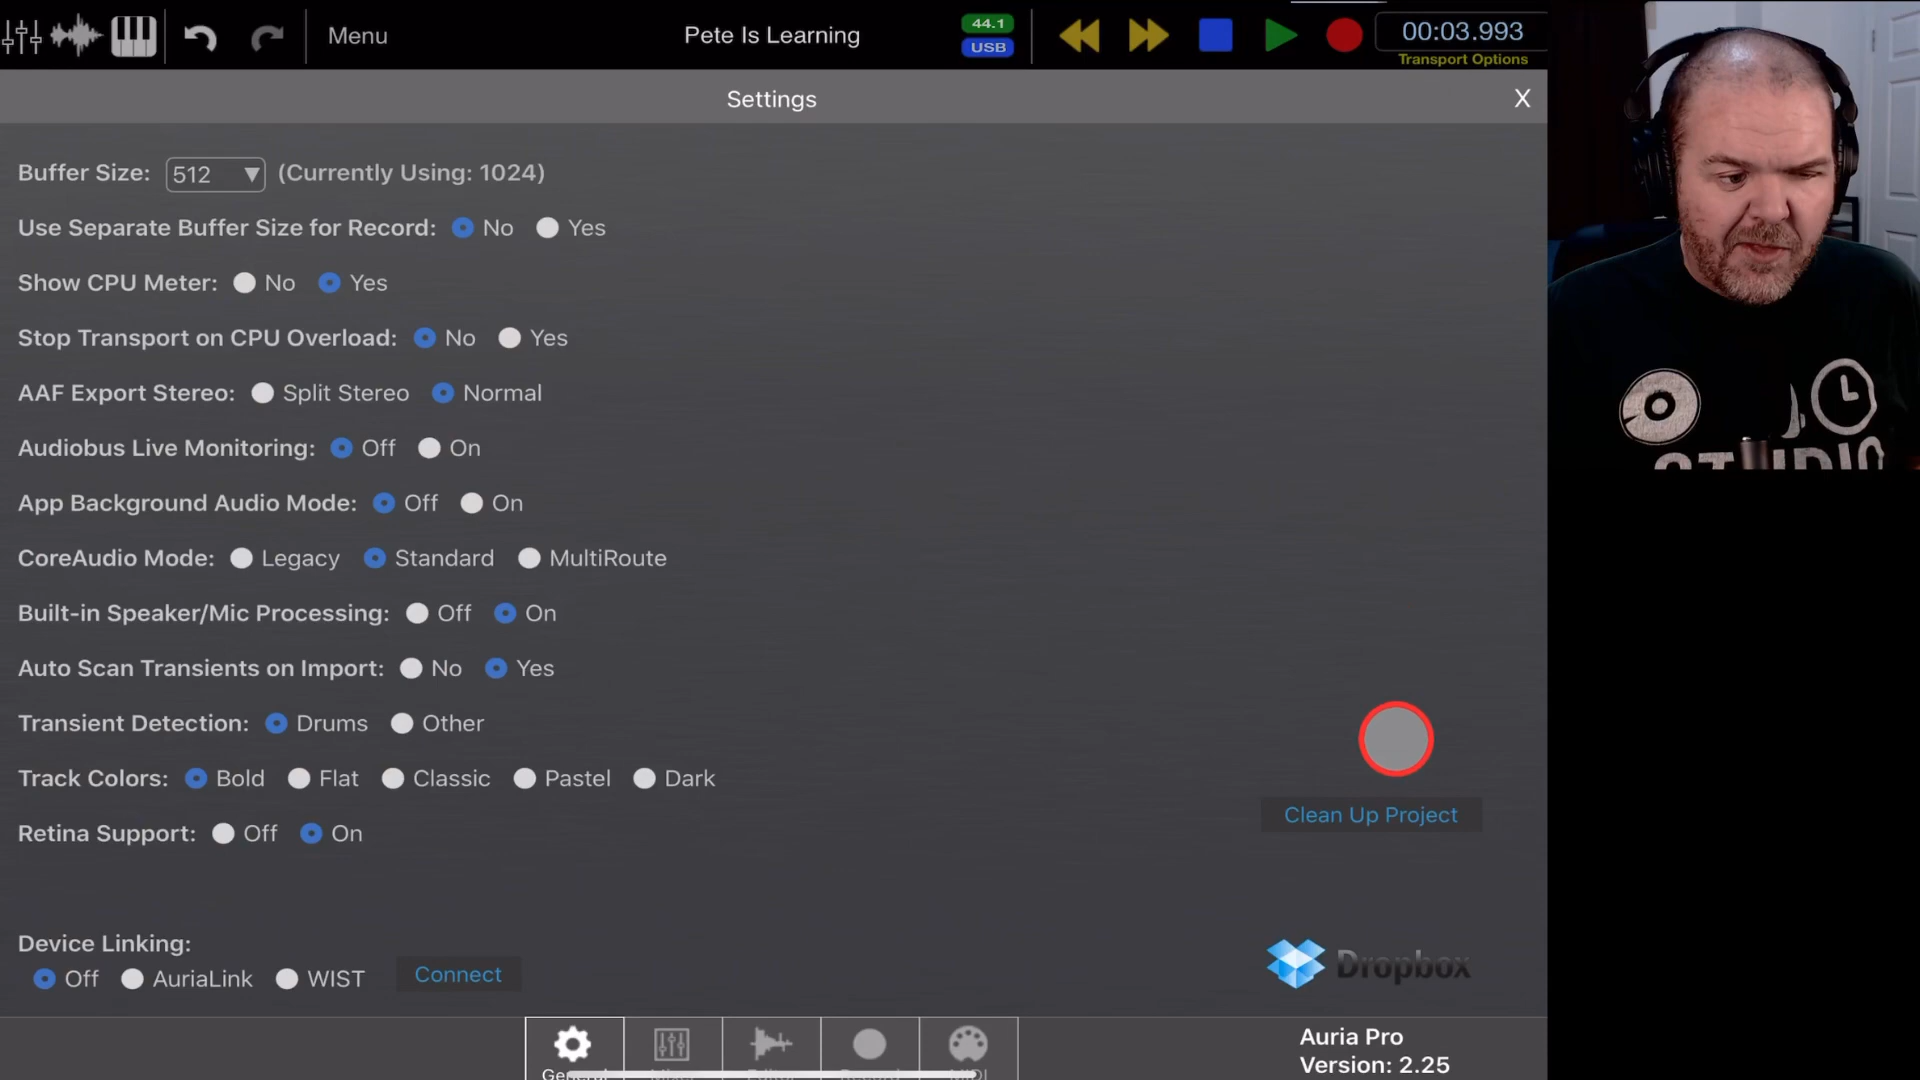 Menu
Pete Is Learning
44.1
USB
00:03.993
Transport Options
Settings
X
Buffer Size: 512 (Currently Using: 1024)
Use Separate Buffer Size for Record: No Yes
Show CPU Meter: No Yes
Stop Transport on CPU Overload: No Yes
AAF Export Stereo: Split Stereo Normal
Audiobus Live Monitoring: Off On
App Background Audio Mode: Off On
CoreAudio Mode: Legacy Standard MultiRoute
Built-in Speaker/Mic Processing: Off On
Auto Scan Transients on Import: No Yes
Transient Detection: Drums Other
Track Colors: Bold Flat Classic Pastel Dark
Clean Up Project
Retina Support: Off On
Device Linking:
Off AuriaLink WIST Connect
Dropbox
General
MIDI
Auria Pro
Version: 2.25
STUDIO